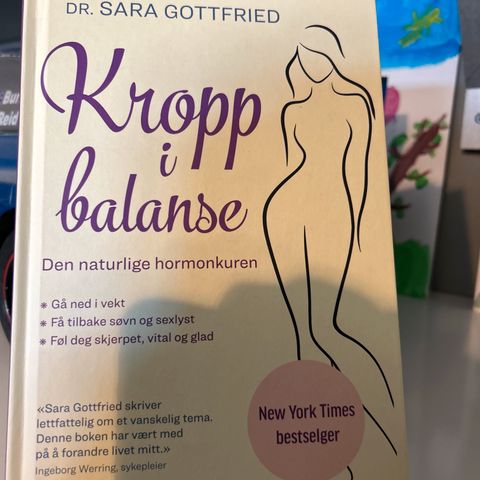 DR. SARA GOTTFRIED
Kropp
i
balanse
Den naturlige hormonkuren
* Gå ned i vekt
* Få tilbake søvn og sexlyst
* Føl deg skjerpet, vital og glad
«Sara Gottfried skriver
lettfattelig om et vanskelig tema.
Denne boken har vært med
på å forandre livet mitt.»
Ingeborg Werring, sykepleier
New York Times
bestselger